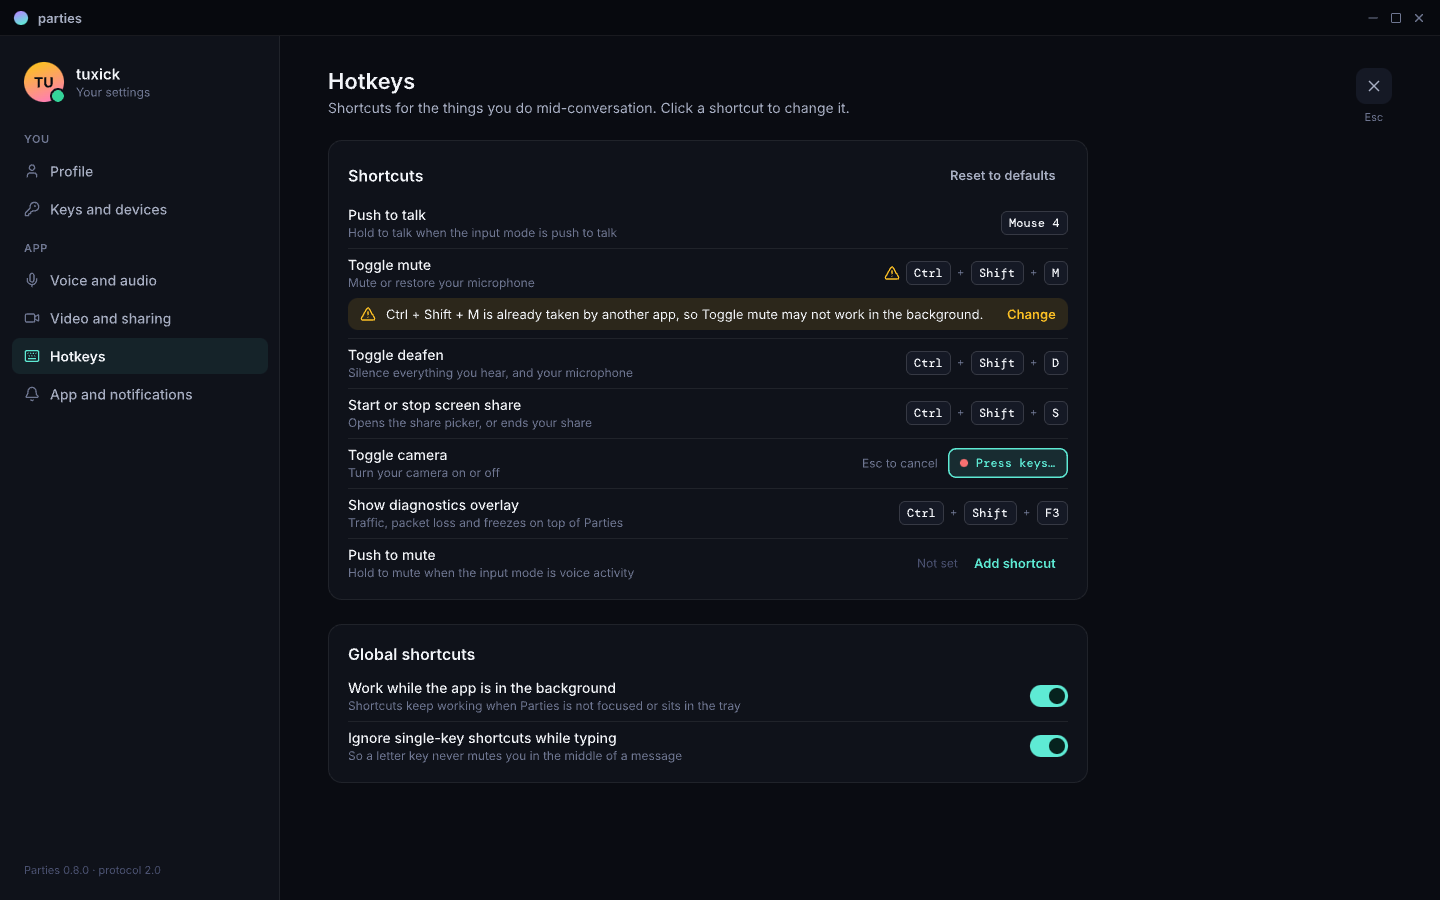 parties
TU
tuxick
Your settings
YOU
Profile
Keys and devices
APP
Voice and audio
Video and sharing
Hotkeys
App and notifications
Parties 0.8.0 · protocol 2.0
Hotkeys
Shortcuts for the things you do mid-conversation. Click a shortcut to change it.
Esc
Shortcuts
Reset to defaults
Push to talk
Hold to talk when the input mode is push to talk
Mouse 4
Toggle mute
Mute or restore your microphone
Ctrl + Shift + M
Ctrl + Shift + M is already taken by another app, so Toggle mute may not work in the background.
Change
Toggle deafen
Silence everything you hear, and your microphone
Ctrl + Shift + D
Start or stop screen share
Opens the share picker, or ends your share
Ctrl + Shift + S
Toggle camera
Turn your camera on or off
Esc to cancel
Press keys…
Show diagnostics overlay
Traffic, packet loss and freezes on top of Parties
Ctrl + Shift + F3
Push to mute
Hold to mute when the input mode is voice activity
Not set
Add shortcut
Global shortcuts
Work while the app is in the background
Shortcuts keep working when Parties is not focused or sits in the tray
Ignore single-key shortcuts while typing
So a letter key never mutes you in the middle of a message